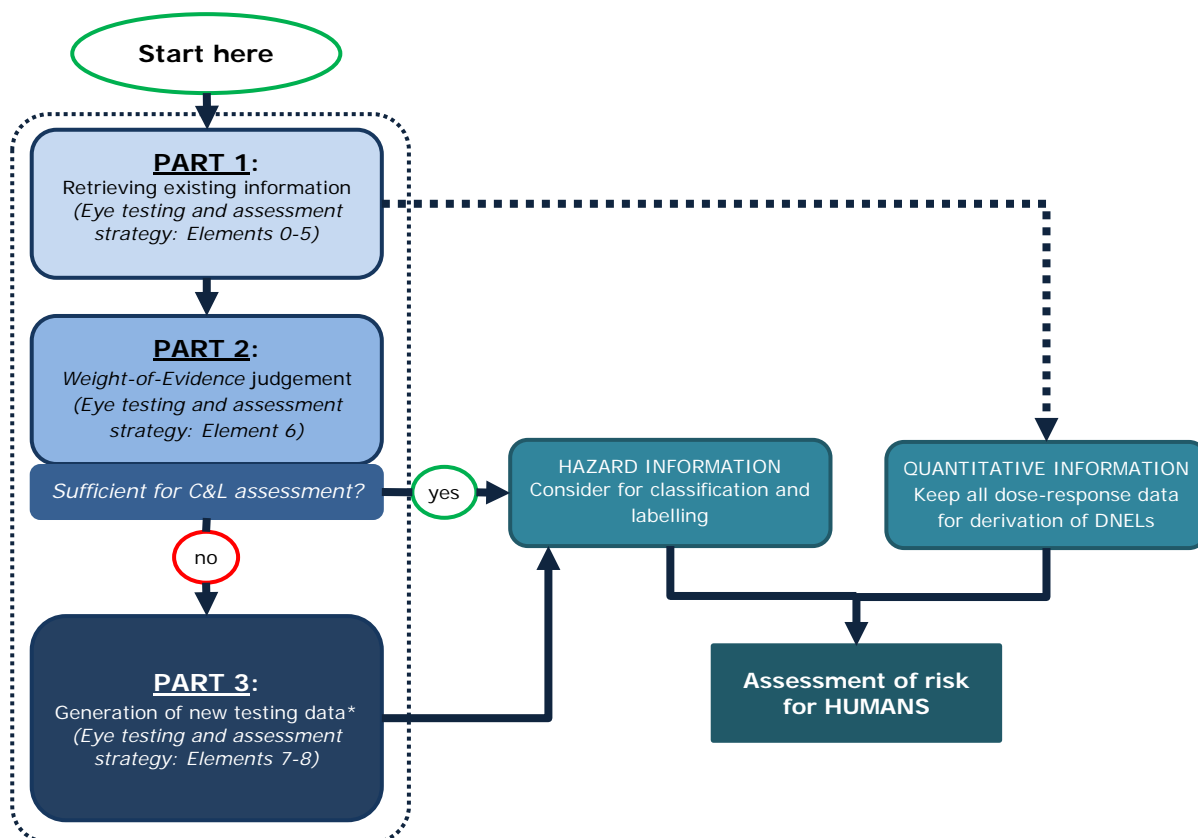 Start here
PART 1:
Retrieving existing information
(Eye testing and assessment
strategy: Elements 0-5)
PART 2:
Weight-of-Evidence judgement
(Eye testing and assessment
strategy: Element 6)
Sufficient for C&L assessment?
yes
no
HAZARD INFORMATION
Consider for classification and
labelling
QUANTITATIVE INFORMATION
Keep all dose-response data
for derivation of DNELs
PART 3:
Generation of new testing data*
(Eye testing and assessment
strategy: Elements 7-8)
Assessment of risk
for HUMANS